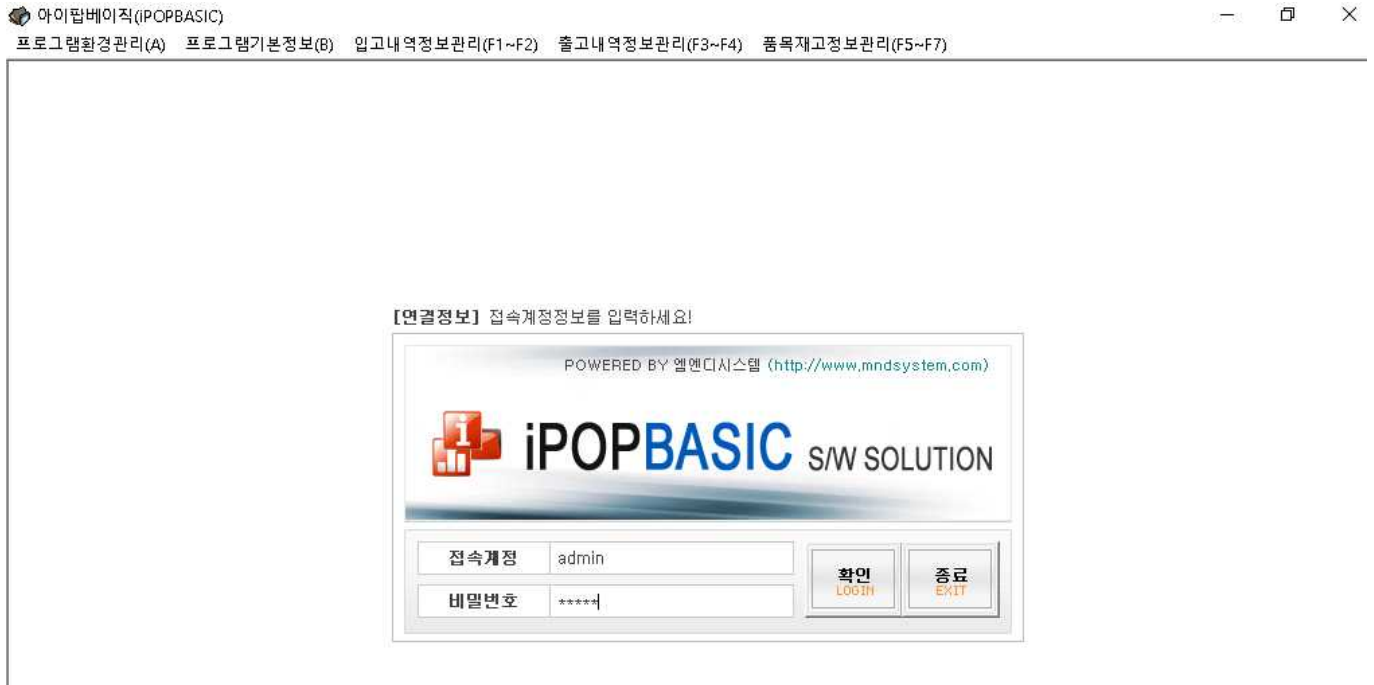 아이팝베이직(iPOPBASIC)
프로그램환경관리(A) 프로그램기본정보(B) 입고내역정보관리(F1~F2) 출고내역정보관리(F3~F4) 품목재고정보관리(F5~F7)
[연결정보] 접속계정정보를 입력하세요!
POWERED BY 엠엔디시스템 (http://www.mndsystem.com)
iPOPBASIC S/W SOLUTION
접속계정 admin
확인 종료
LOGIN EXIT
비밀번호 *****